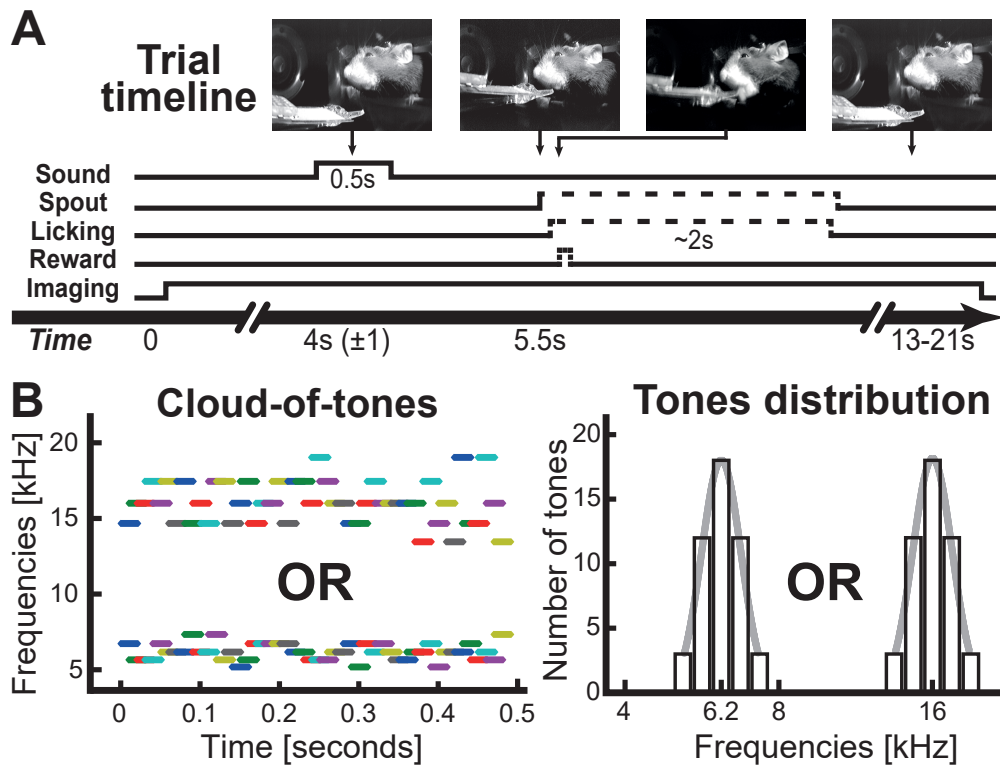 A
Trial
timeline
Sound
0.5s
Spout
Licking
~2s
Reward
Imaging
Time 0 4s (±1) 5.5s 13-21s
B
Cloud-of-tones
Frequencies [kHz]
20
15
10
5
OR
0 0.1 0.2 0.3 0.4 0.5
Time [seconds]
Tones distribution
Number of tones
20
15
10
5
0
OR
4 6.2 8 16
Frequencies [kHz]